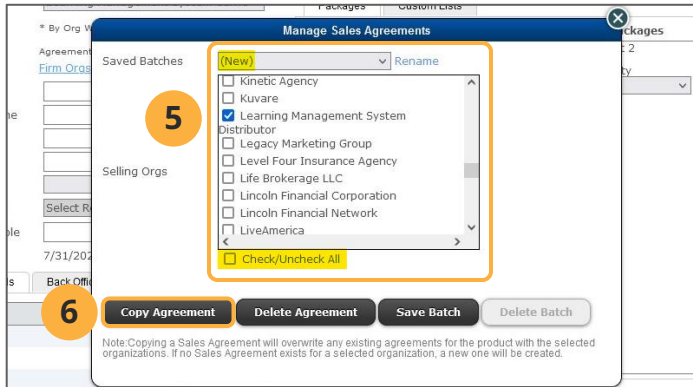 Packages
Custom Lists
* By Org W
Manage Sales Agreements
ckages
Agreement
t 2
Firm Orgs
ty
Saved Batches
(New)
Rename
5
Kinetic Agency
Kuvare
Learning Management System
Distributor
Legacy Marketing Group
Level Four Insurance Agency
Life Brokerage LLC
Lincoln Financial Corporation
Lincoln Financial Network
LiveAmerica
Selling Orgs
Check/Uncheck All
me
Select Re
ble
7/31/202
ls
Back Offic
6
Copy Agreement
Delete Agreement
Save Batch
Delete Batch
Note:Copying a Sales Agreement will overwrite any existing agreements for the product with the selected
organizations. If no Sales Agreement exists for a selected organization, a new one will be created.